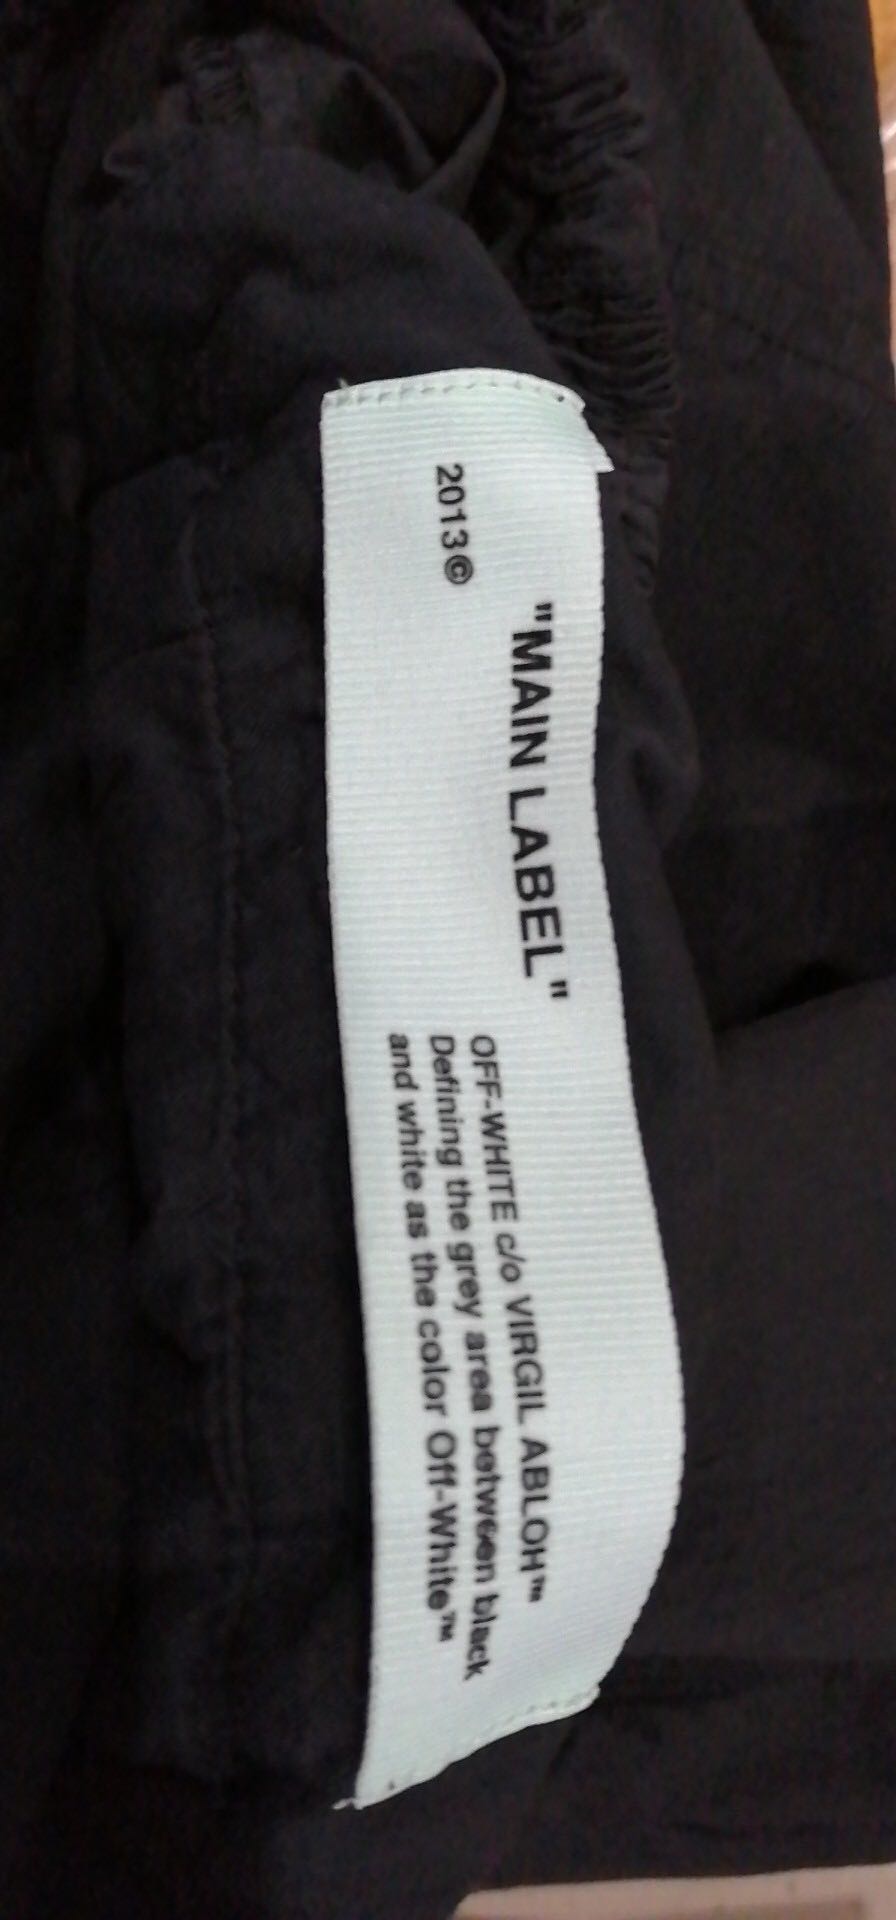 "MAIN LABEL"
2013©
OFF-WHITE c/o VIRGIL ABLOH™
Defining the grey area between black
and white as the color Off-White™